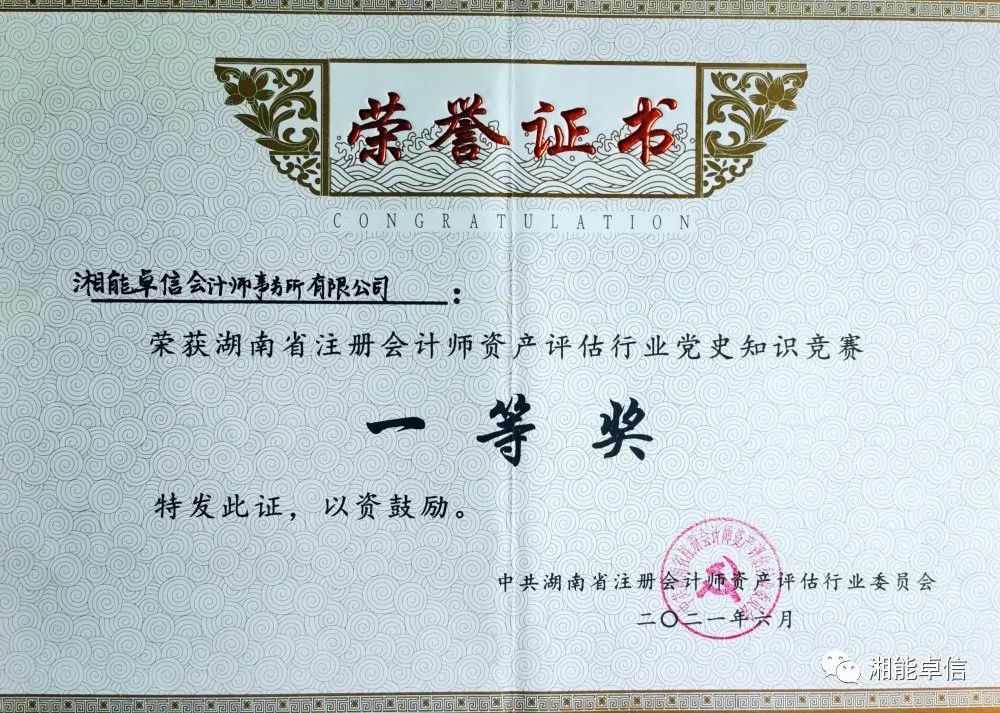 荣誉证书
CONGRATULATION
湘能卓信会计师事务所有限公司:
荣获湖南省注册会计师资产评估行业党史知识竞赛
一等奖
特发此证,以资鼓励。
中共湖南省注册会计师资产评估行业委员会
二〇二一年六月
湘能卓信